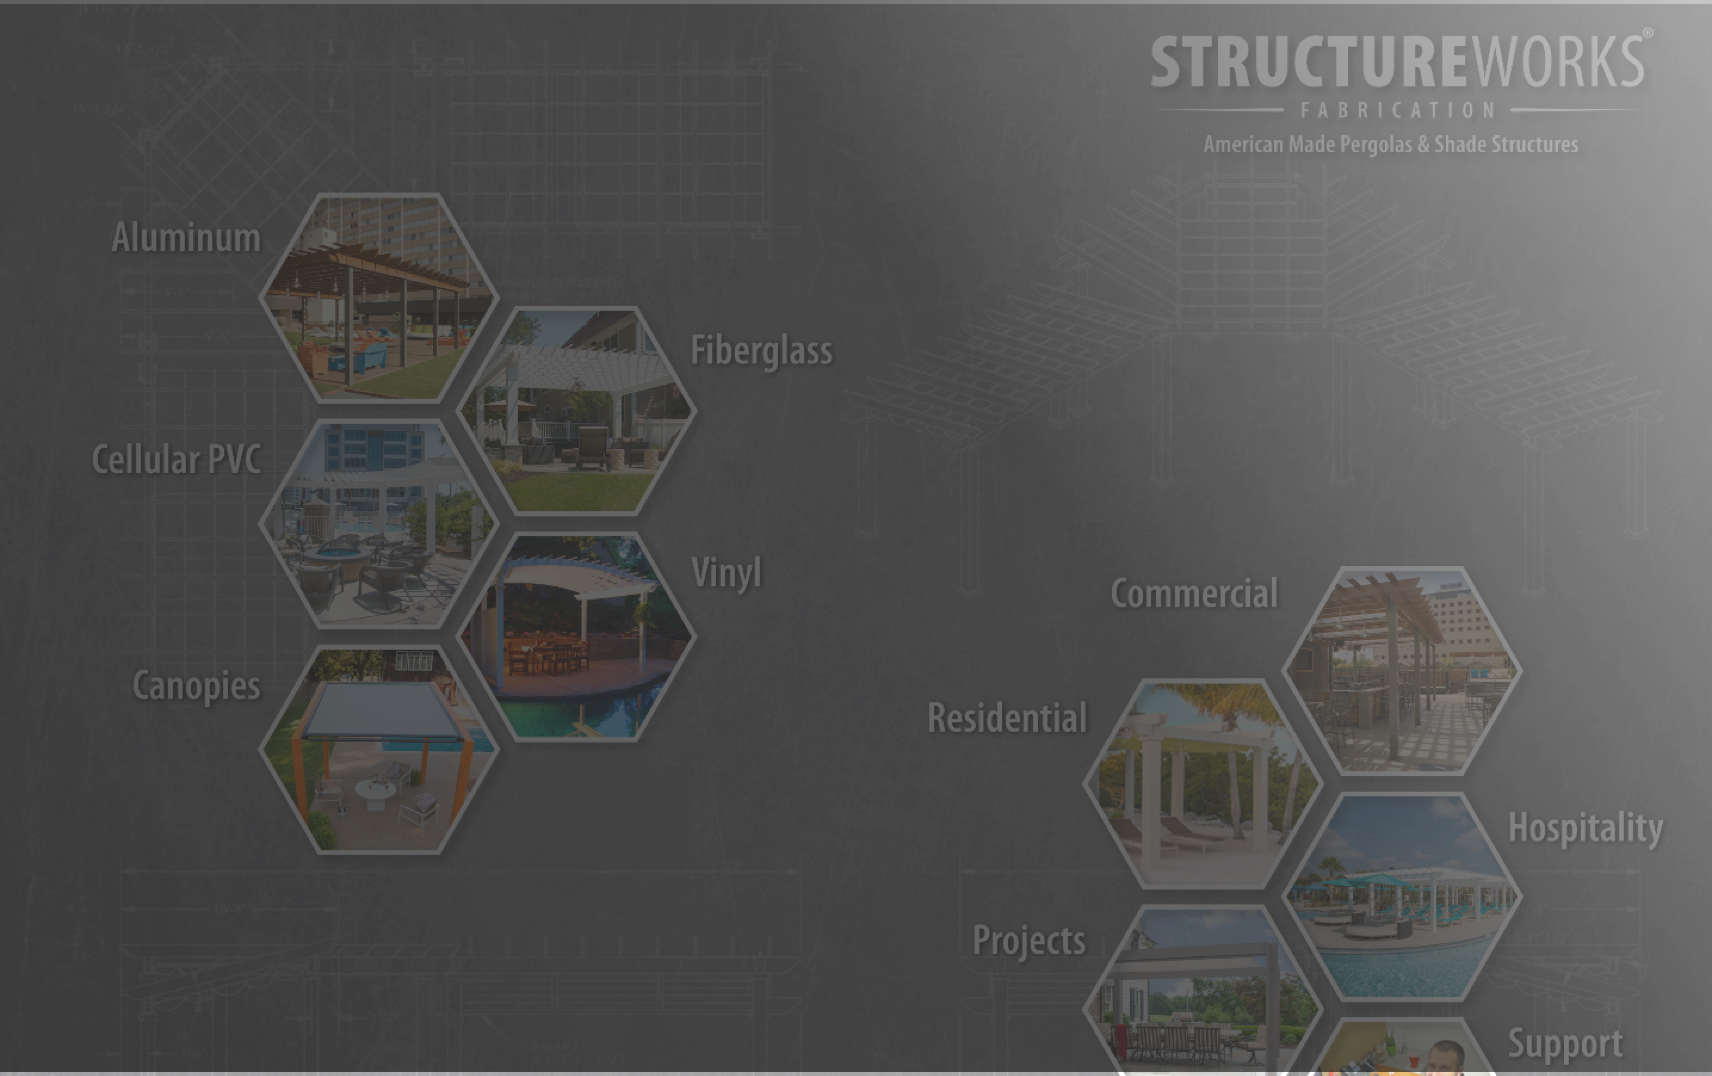 STRUCTUREWORKS®
FABRICATION
American Made Pergolas & Shade Structures
Aluminum
Fiberglass
Cellular PVC
Vinyl
Canopies
Commercial
Residential
Hospitality
Projects
Support